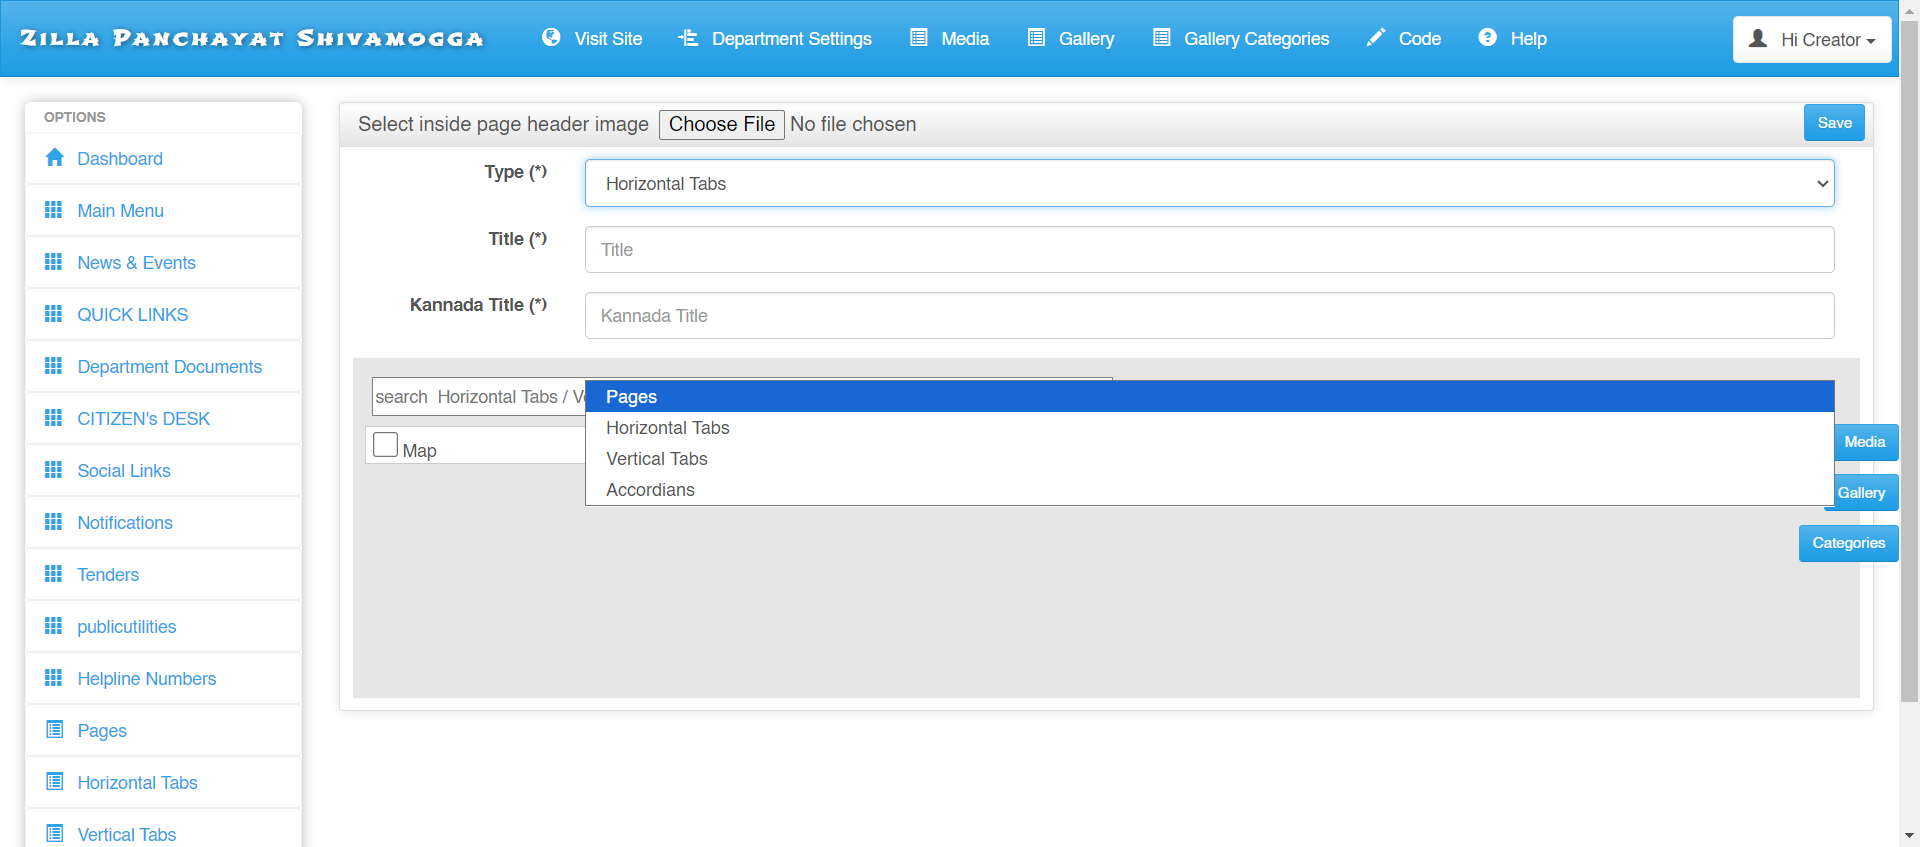 Zilla Panchayat Shivamogga
Visit Site
Department Settings
Media
Gallery
Gallery Categories
Code
Help
Hi Creator
OPTIONS
Dashboard
Main Menu
News & Events
QUICK LINKS
Department Documents
CITIZEN's DESK
Social Links
Notifications
Tenders
publicutilities
Helpline Numbers
Pages
Horizontal Tabs
Vertical Tabs
Select inside page header image Choose File No file chosen
Save
Type (*)
Horizontal Tabs
Title (*)
Title
Kannada Title (*)
Kannada Title
search Horizontal Tabs /
Pages
Horizontal Tabs
Vertical Tabs
Accordians
Map
Media
Gallery
Categories